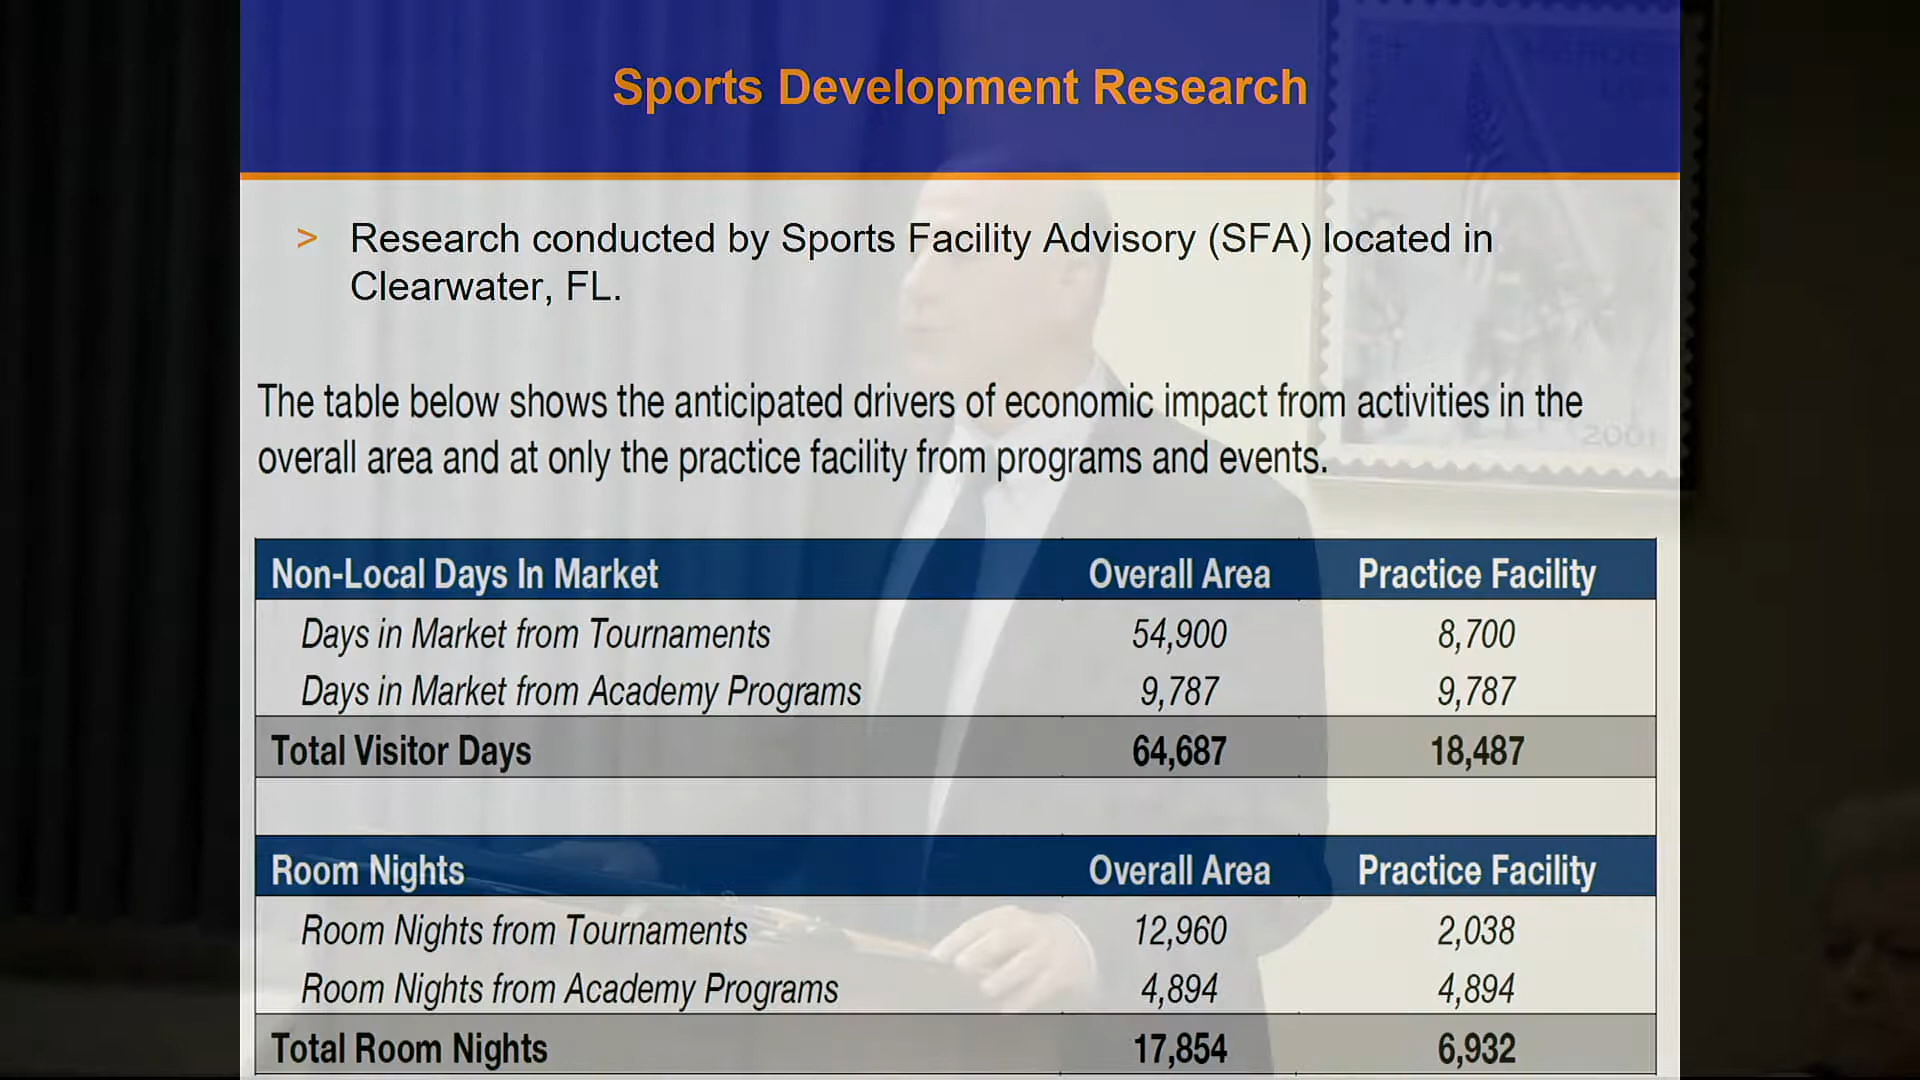 Sports Development Research
> Research conducted by Sports Facility Advisory (SFA) located in
Clearwater, FL.
The table below shows the anticipated drivers of economic impact from activities in the
overall area and at only the practice facility from programs and events.
Non-Local Days In Market Overall Area Practice Facility
Days in Market from Tournaments 54,900 8,700
Days in Market from Academy Programs 9,787 9,787
Total Visitor Days 64,687 18,487
Room Nights Overall Area Practice Facility
Room Nights from Tournaments 12,960 2,038
Room Nights from Academy Programs 4,894 4,894
Total Room Nights 17,854 6,932
2001